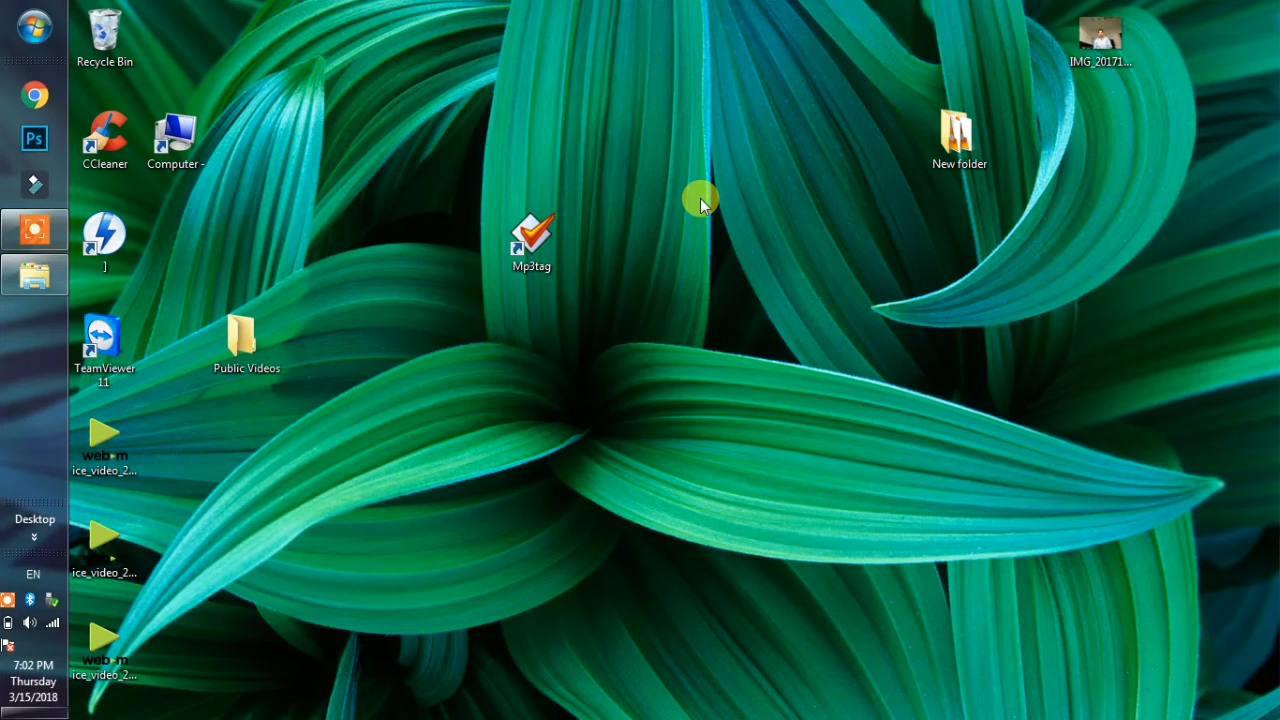 Recycle Bin
IMG_20171...
Ps
CCleaner
Computer -
New folder
]
Mp3tag
TeamViewer
11
Public Videos
web m
ice_video_2...
Desktop
ice_video_2...
EN
web m
ice_video_2...
7:02 PM
Thursday
3/15/2018